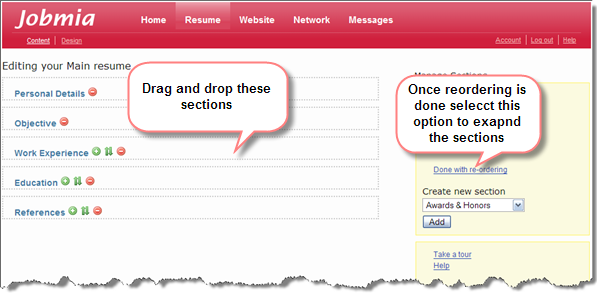 Jobmia
Home Resume Website Network Messages
Content | Design
Account | Log out | Help
Editing your Main resume
Personal Details
Objective
Work Experience
Education
References
Drag and drop these
sections
Manage Sections
Once reordering is
done selecct this
option to exapnd
the sections
Done with re-ordering
Create new section
Awards & Honors
Add
Take a tour
Help